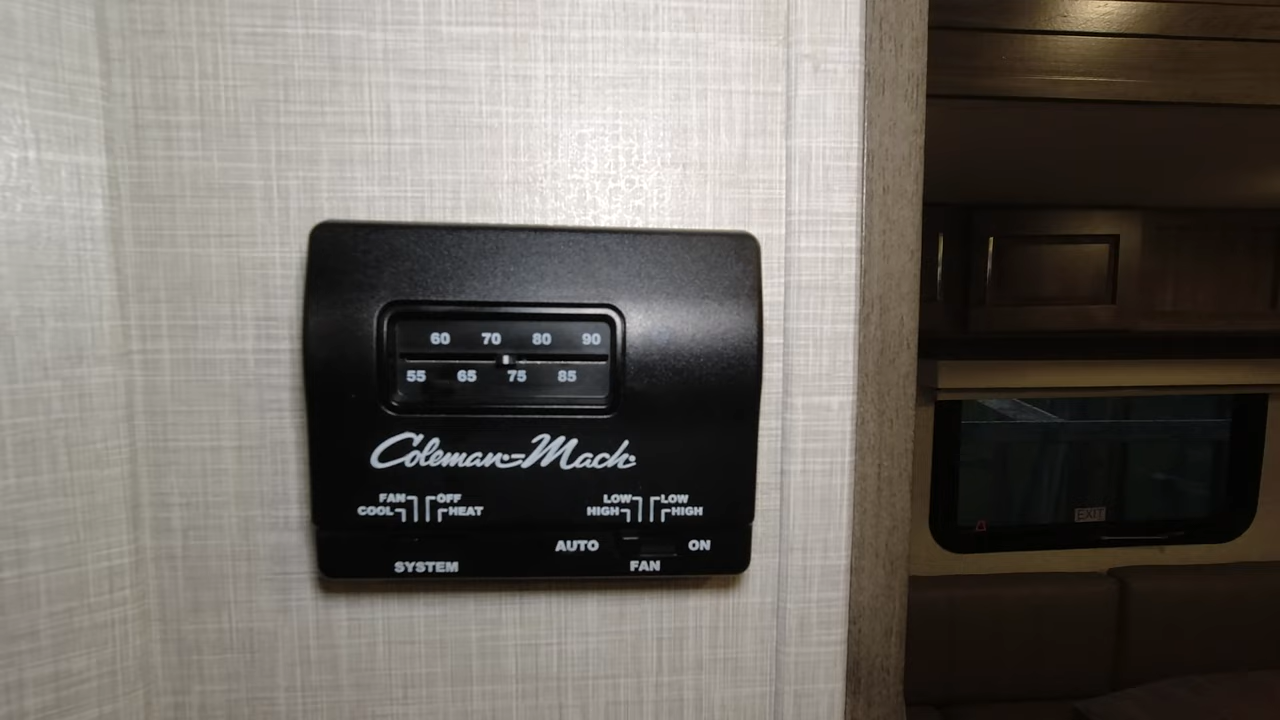 60 70 80 90
55 65 75 85
Coleman-Mach
FAN OFF LOW LOW
COOL HEAT HIGH HIGH
AUTO ON
SYSTEM FAN
EXIT